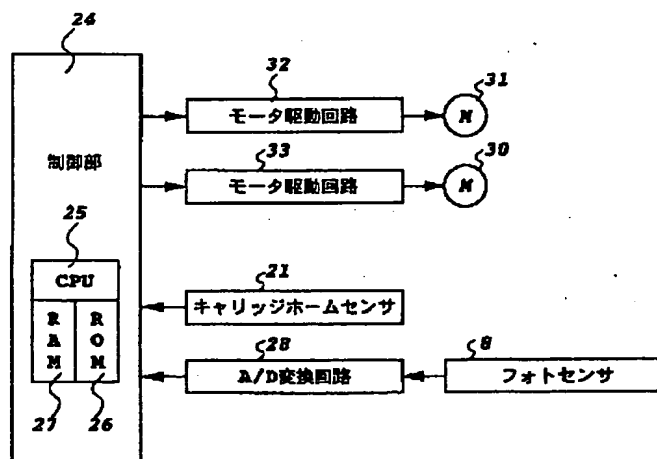 24
32
31
モータ駆動回路
M
制御部
33
30
モータ駆動回路
M
25
CPU
21
キャリッジホームセンサ
RAM
ROM
28
8
A/D変換回路
フォトセンサ
27
26